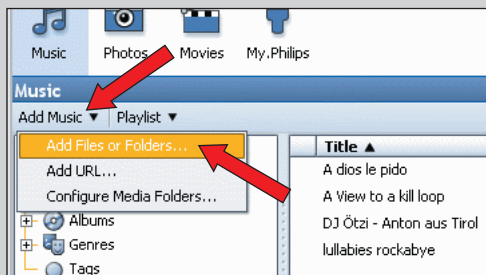 Music Photos Movies My.Philips
Music
Add Music ▼ Playlist ▼
Add Files or Folders...
Add URL...
Configure Media Folders...
Albums
Genres
Tags
Title ▲
A dios le pido
A View to a kill loop
DJ Ötzi - Anton aus Tirol
lullabies rockabye